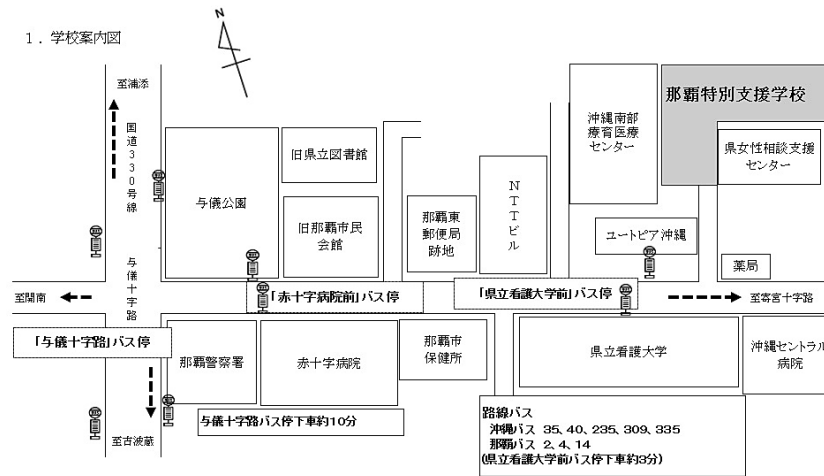 1．学校案内図
N
至浦添
国道330号線
与儀十字路
与儀公園
旧県立図書館
旧那覇市民
会館
那覇東
郵便局
跡地
NTTビル
沖縄南部
療育医療
センター
那覇特別支援学校
県女性相談支援
センター
ユートピア沖縄
薬局
至開南
「赤十字病院前」バス停
「県立看護大学前」バス停
至寄宮十字路
「与儀十字路」バス停
那覇警察署
赤十字病院
那覇市
保健所
県立看護大学
沖縄セントラル
病院
与儀十字路バス停下車約10分
至古波蔵
路線バス
沖縄バス 35、40、235、309、335
那覇バス 2、4、14
(県立看護大学前バス停下車約3分)